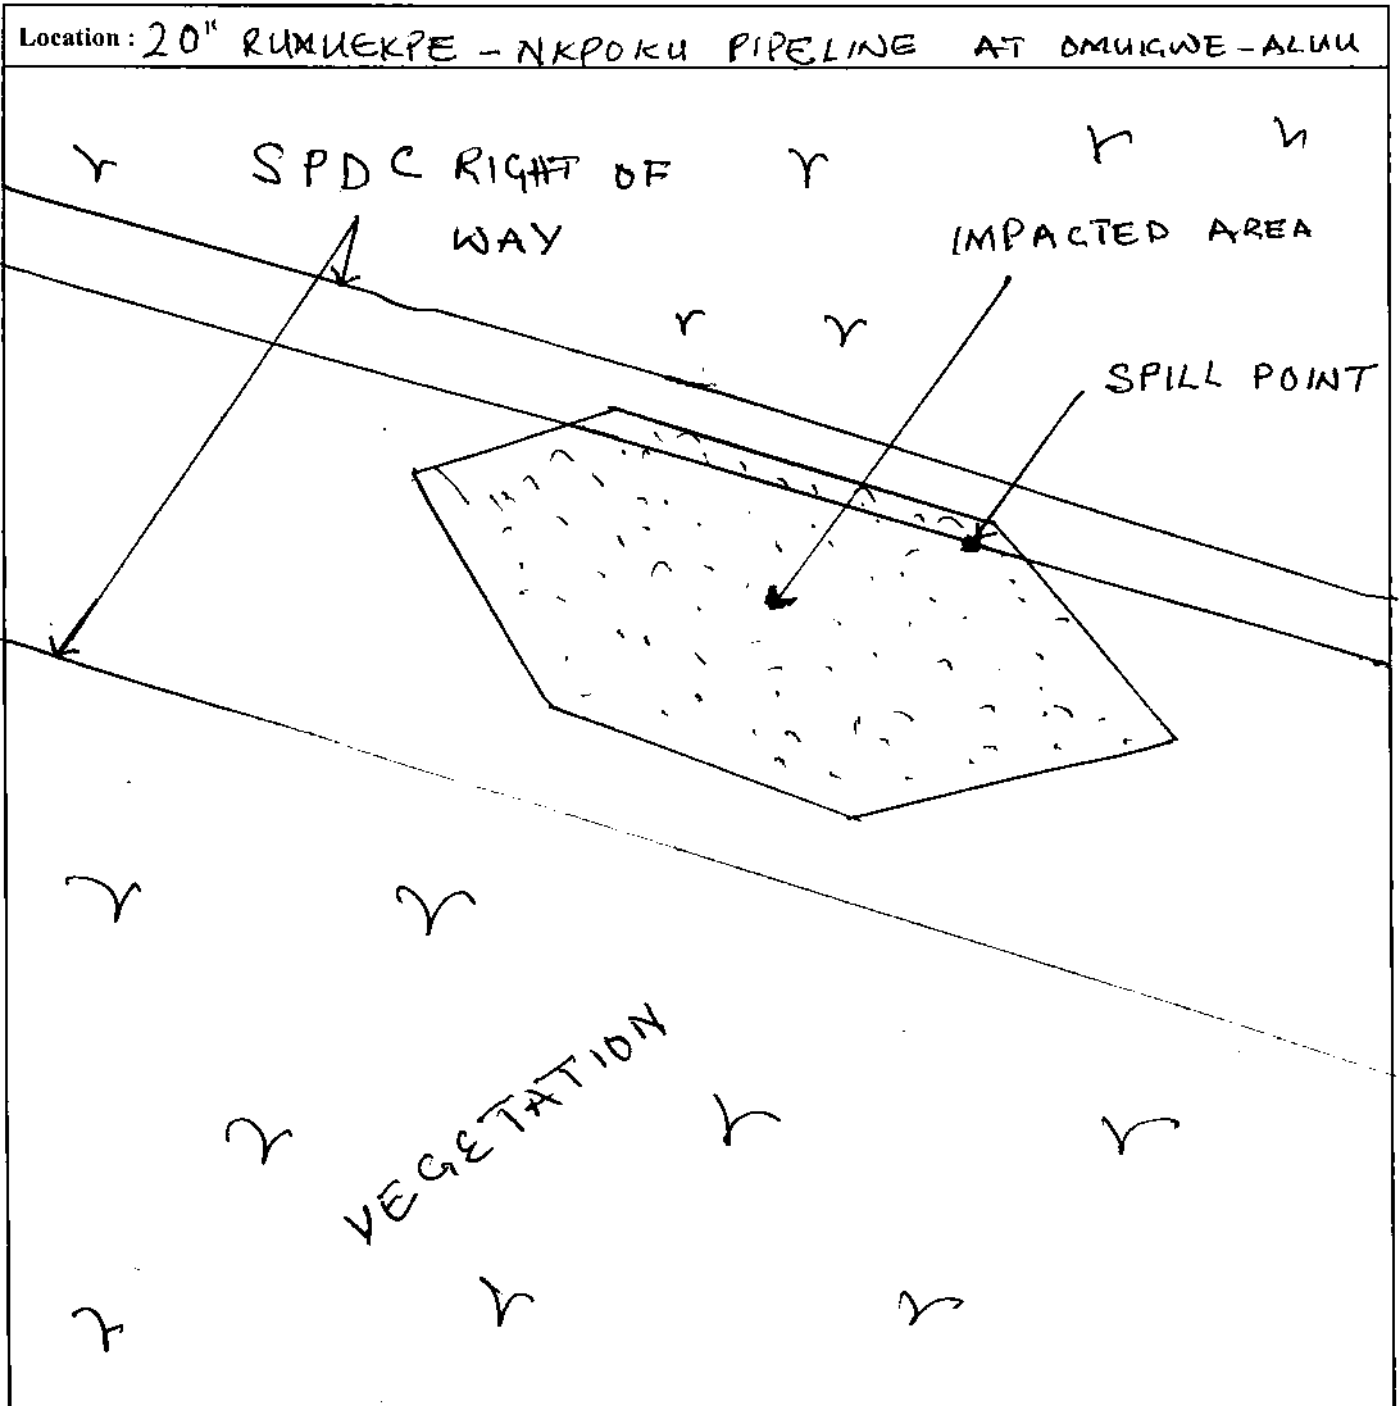 Location : 20" RUMUEKPE - NKPOKU PIPELINE AT OMUIGWE - ALUU
SPDC RIGHT OF
WAY
IMPACTED AREA
SPILL POINT
VEGETATION